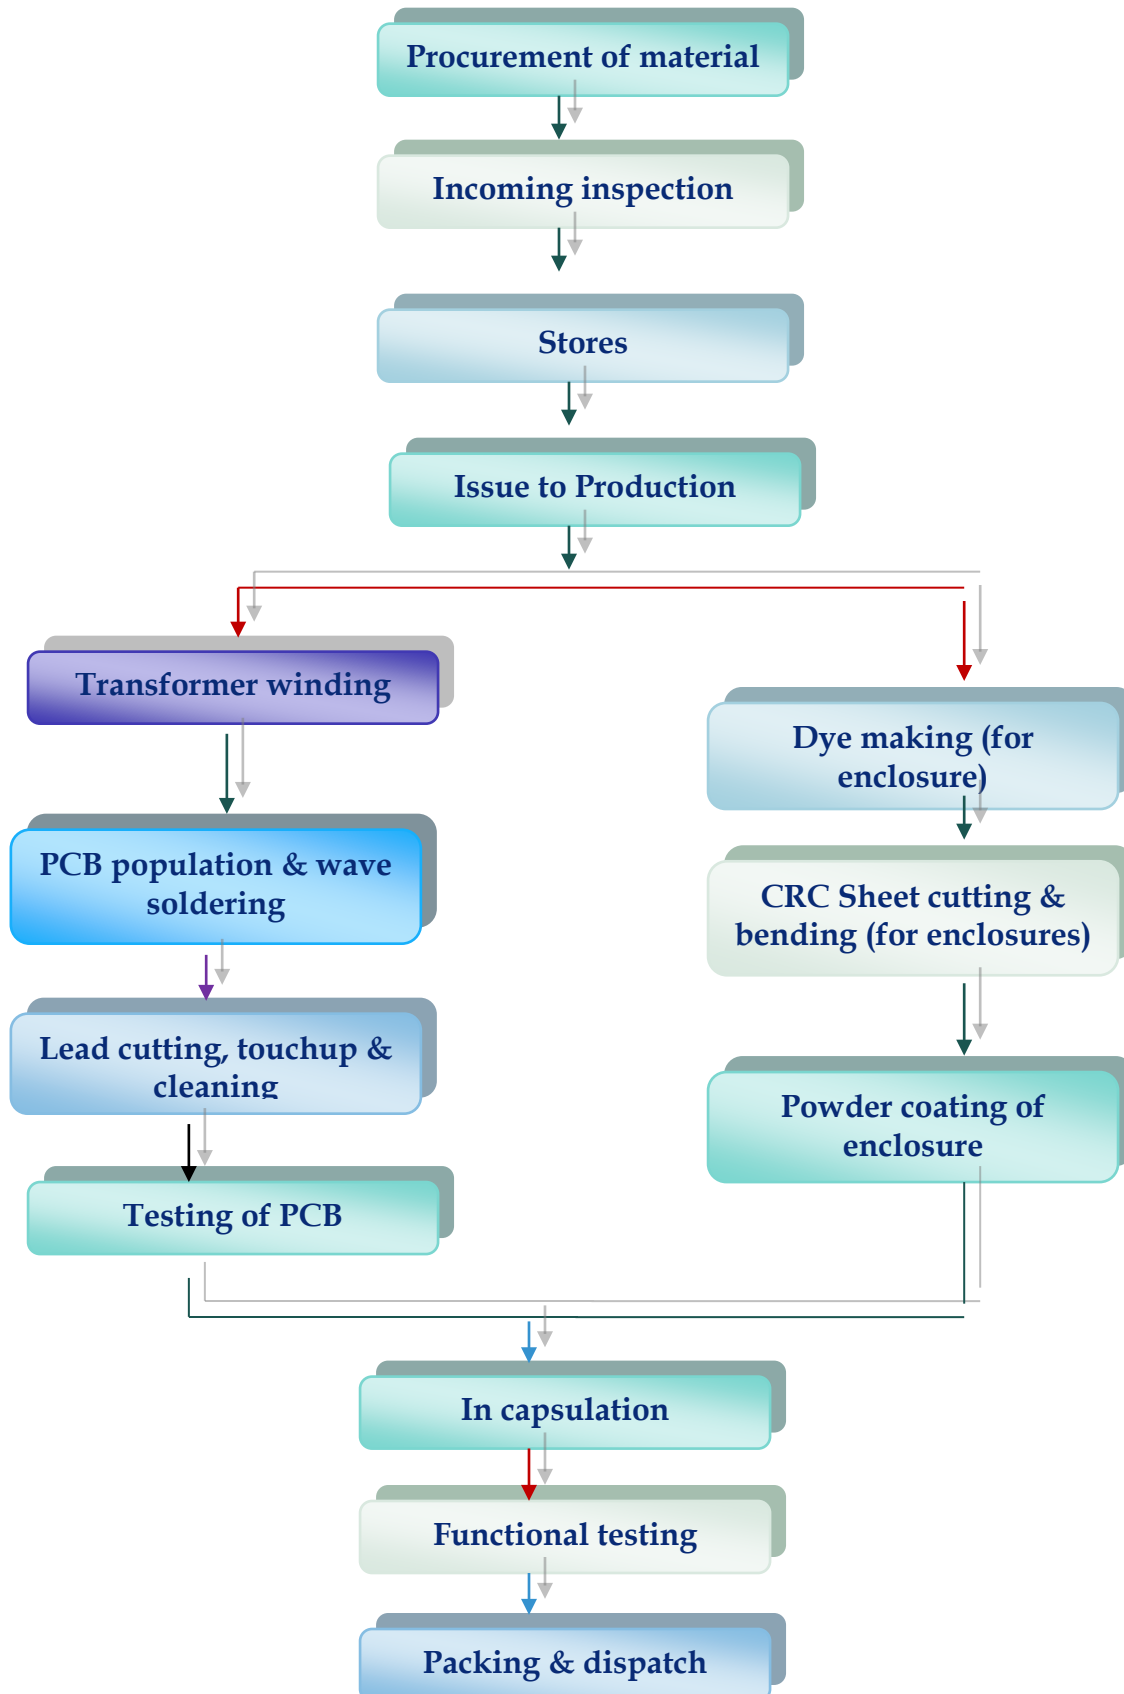 Procurement of material
Incoming inspection
Stores
Issue to Production
Transformer winding
PCB population & wave
soldering
Lead cutting, touchup &
cleaning
Testing of PCB
Dye making (for
enclosure)
CRC Sheet cutting &
bending (for enclosures)
Powder coating of
enclosure
In capsulation
Functional testing
Packing & dispatch